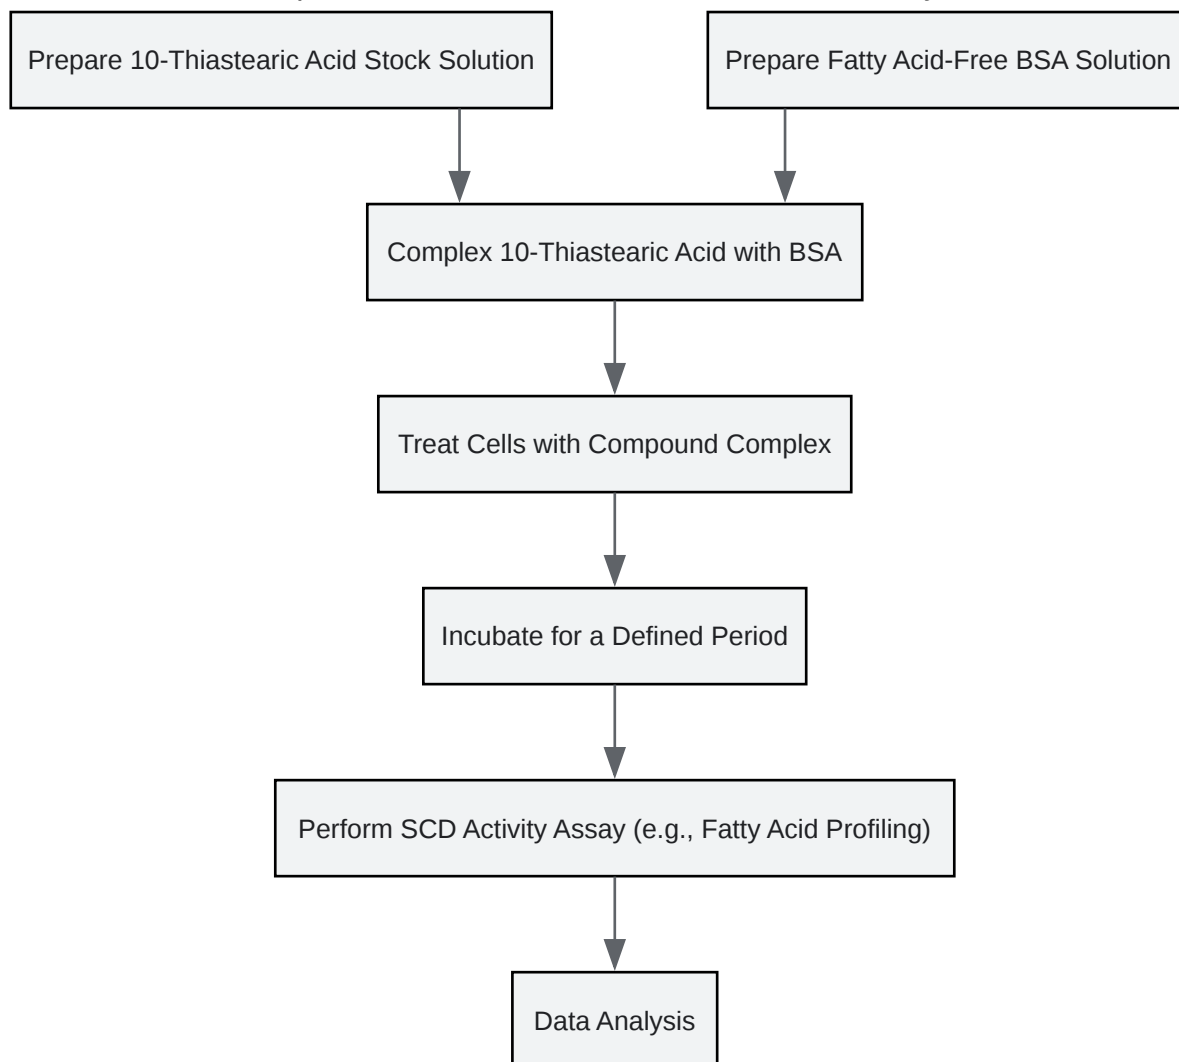 Prepare 10-Thiastearic Acid Stock Solution
Prepare Fatty Acid-Free BSA Solution
Complex 10-Thiastearic Acid with BSA
Treat Cells with Compound Complex
Incubate for a Defined Period
Perform SCD Activity Assay (e.g., Fatty Acid Profiling)
Data Analysis